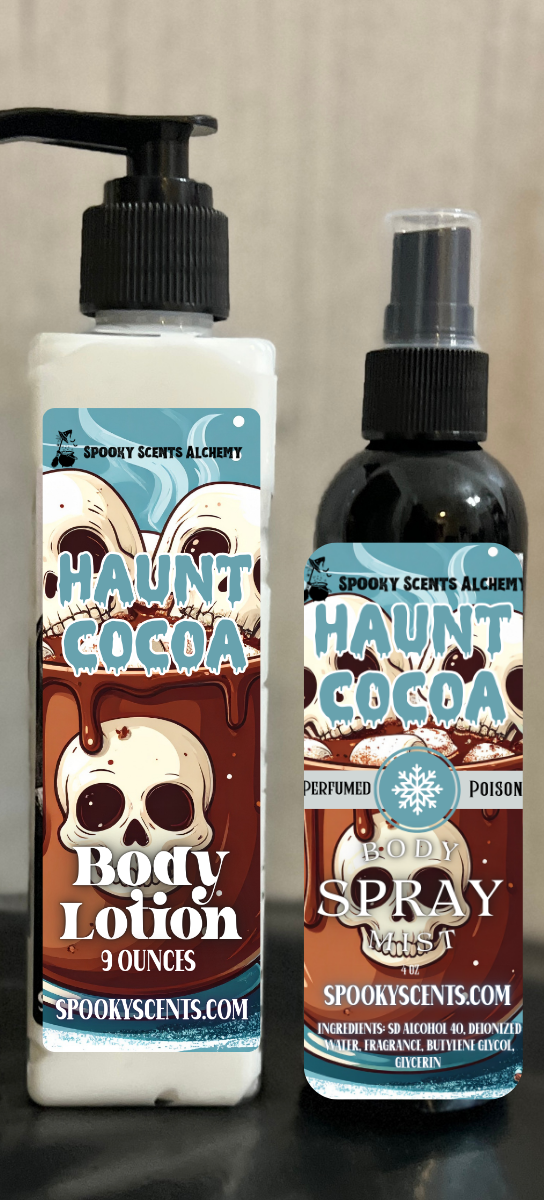 SPOOKY SCENTS ALCHEMY
HAUNT
COCOA
Body
Lotion
9 OUNCES
SPOOKYSCENTS.COM
SPOOKY SCENTS ALCHEMY
HAUNT
COCOA
PERFUMED POISON
BODY
SPRAY
MIST
4 OZ
SPOOKYSCENTS.COM
INGREDIENTS: SD ALCOHOL 40, DEIONIZED
WATER, FRAGRANCE, BUTYLENE GLYCOL,
GLYCERIN